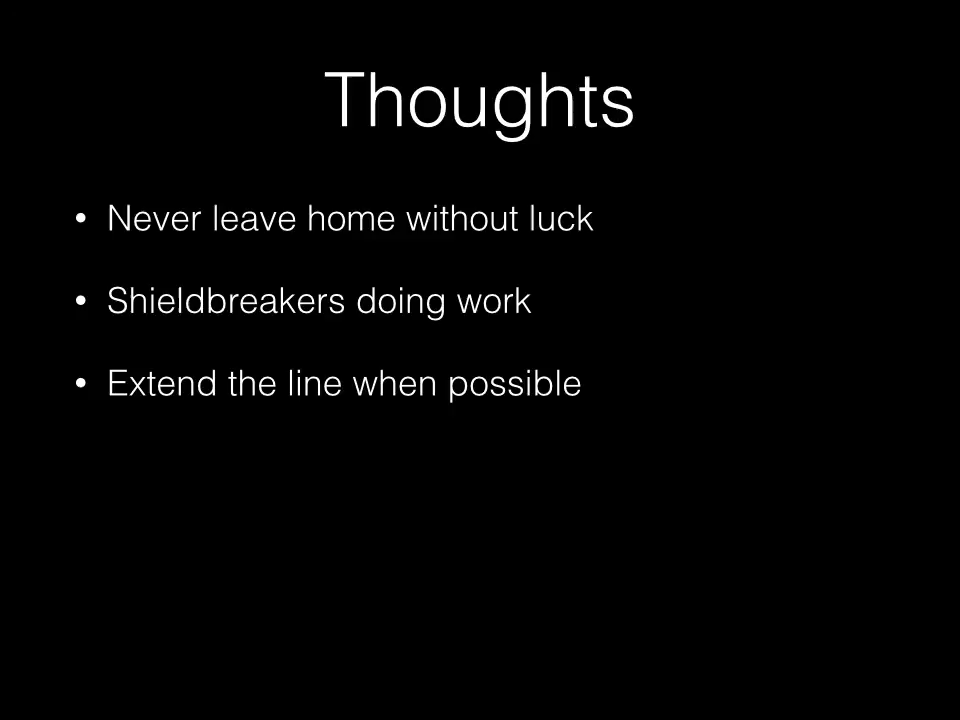 Thoughts
• Never leave home without luck
• Shieldbreakers doing work
• Extend the line when possible